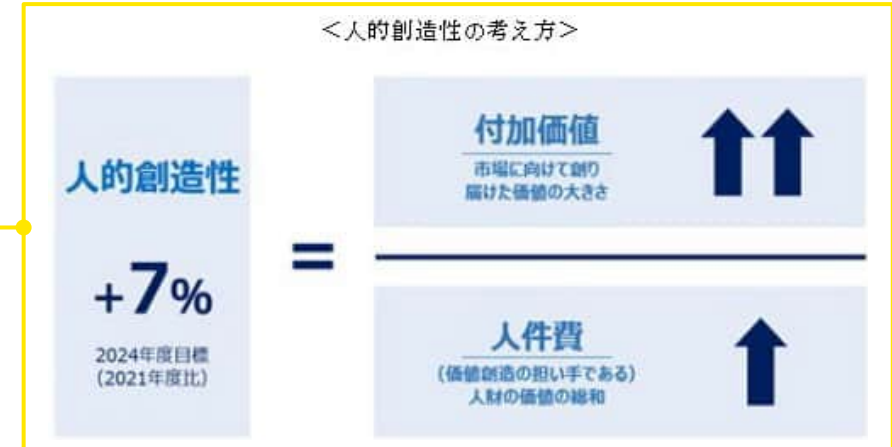 <人的創造性の考え方>
人的創造性
+7%
2024年度目標
(2021年度比)
=
付加価値
市場に向けて創り
届けた価値の大きさ
人件費
(価値創造の担い手である)
人財の価値の総和